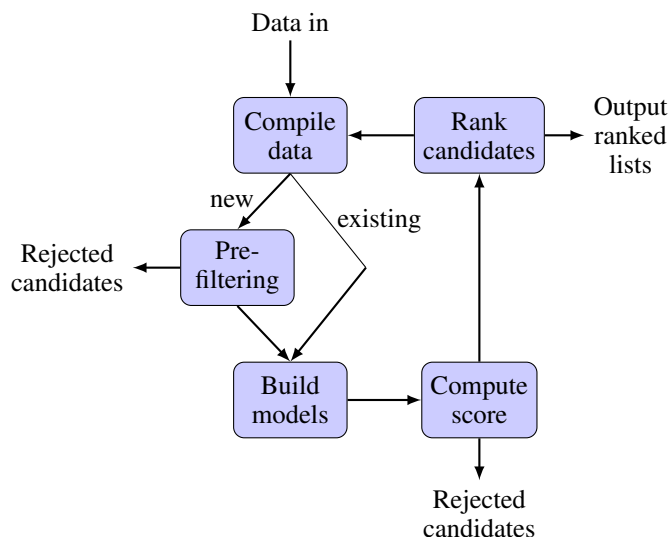 Data in
Compile
data
Rank
candidates
Output
ranked
lists
new
existing
Rejected
candidates
Pre-
filtering
Build
models
Compute
score
Rejected
candidates